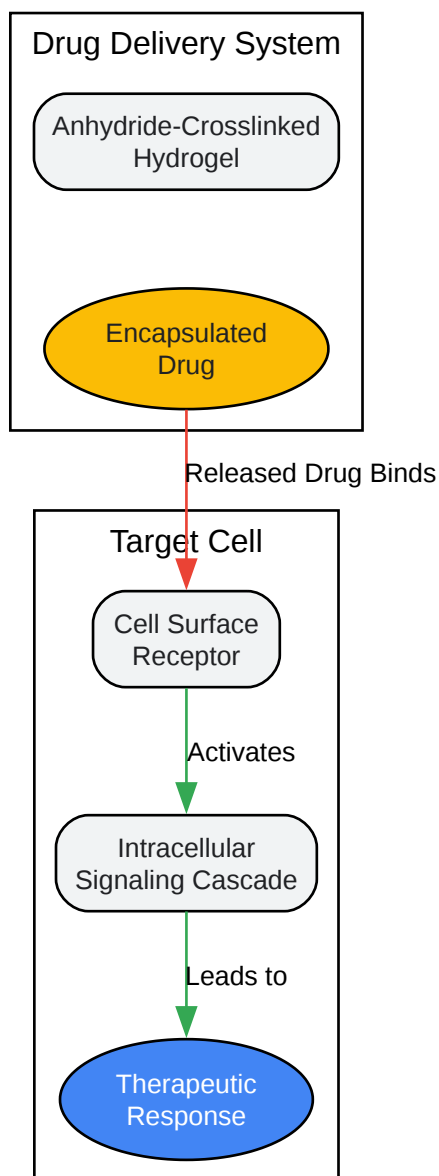 Drug Delivery System
Anhydride-Crosslinked
Hydrogel
Encapsulated
Drug
Released Drug Binds
Target Cell
Cell Surface
Receptor
Activates
Intracellular
Signaling Cascade
Leads to
Therapeutic
Response